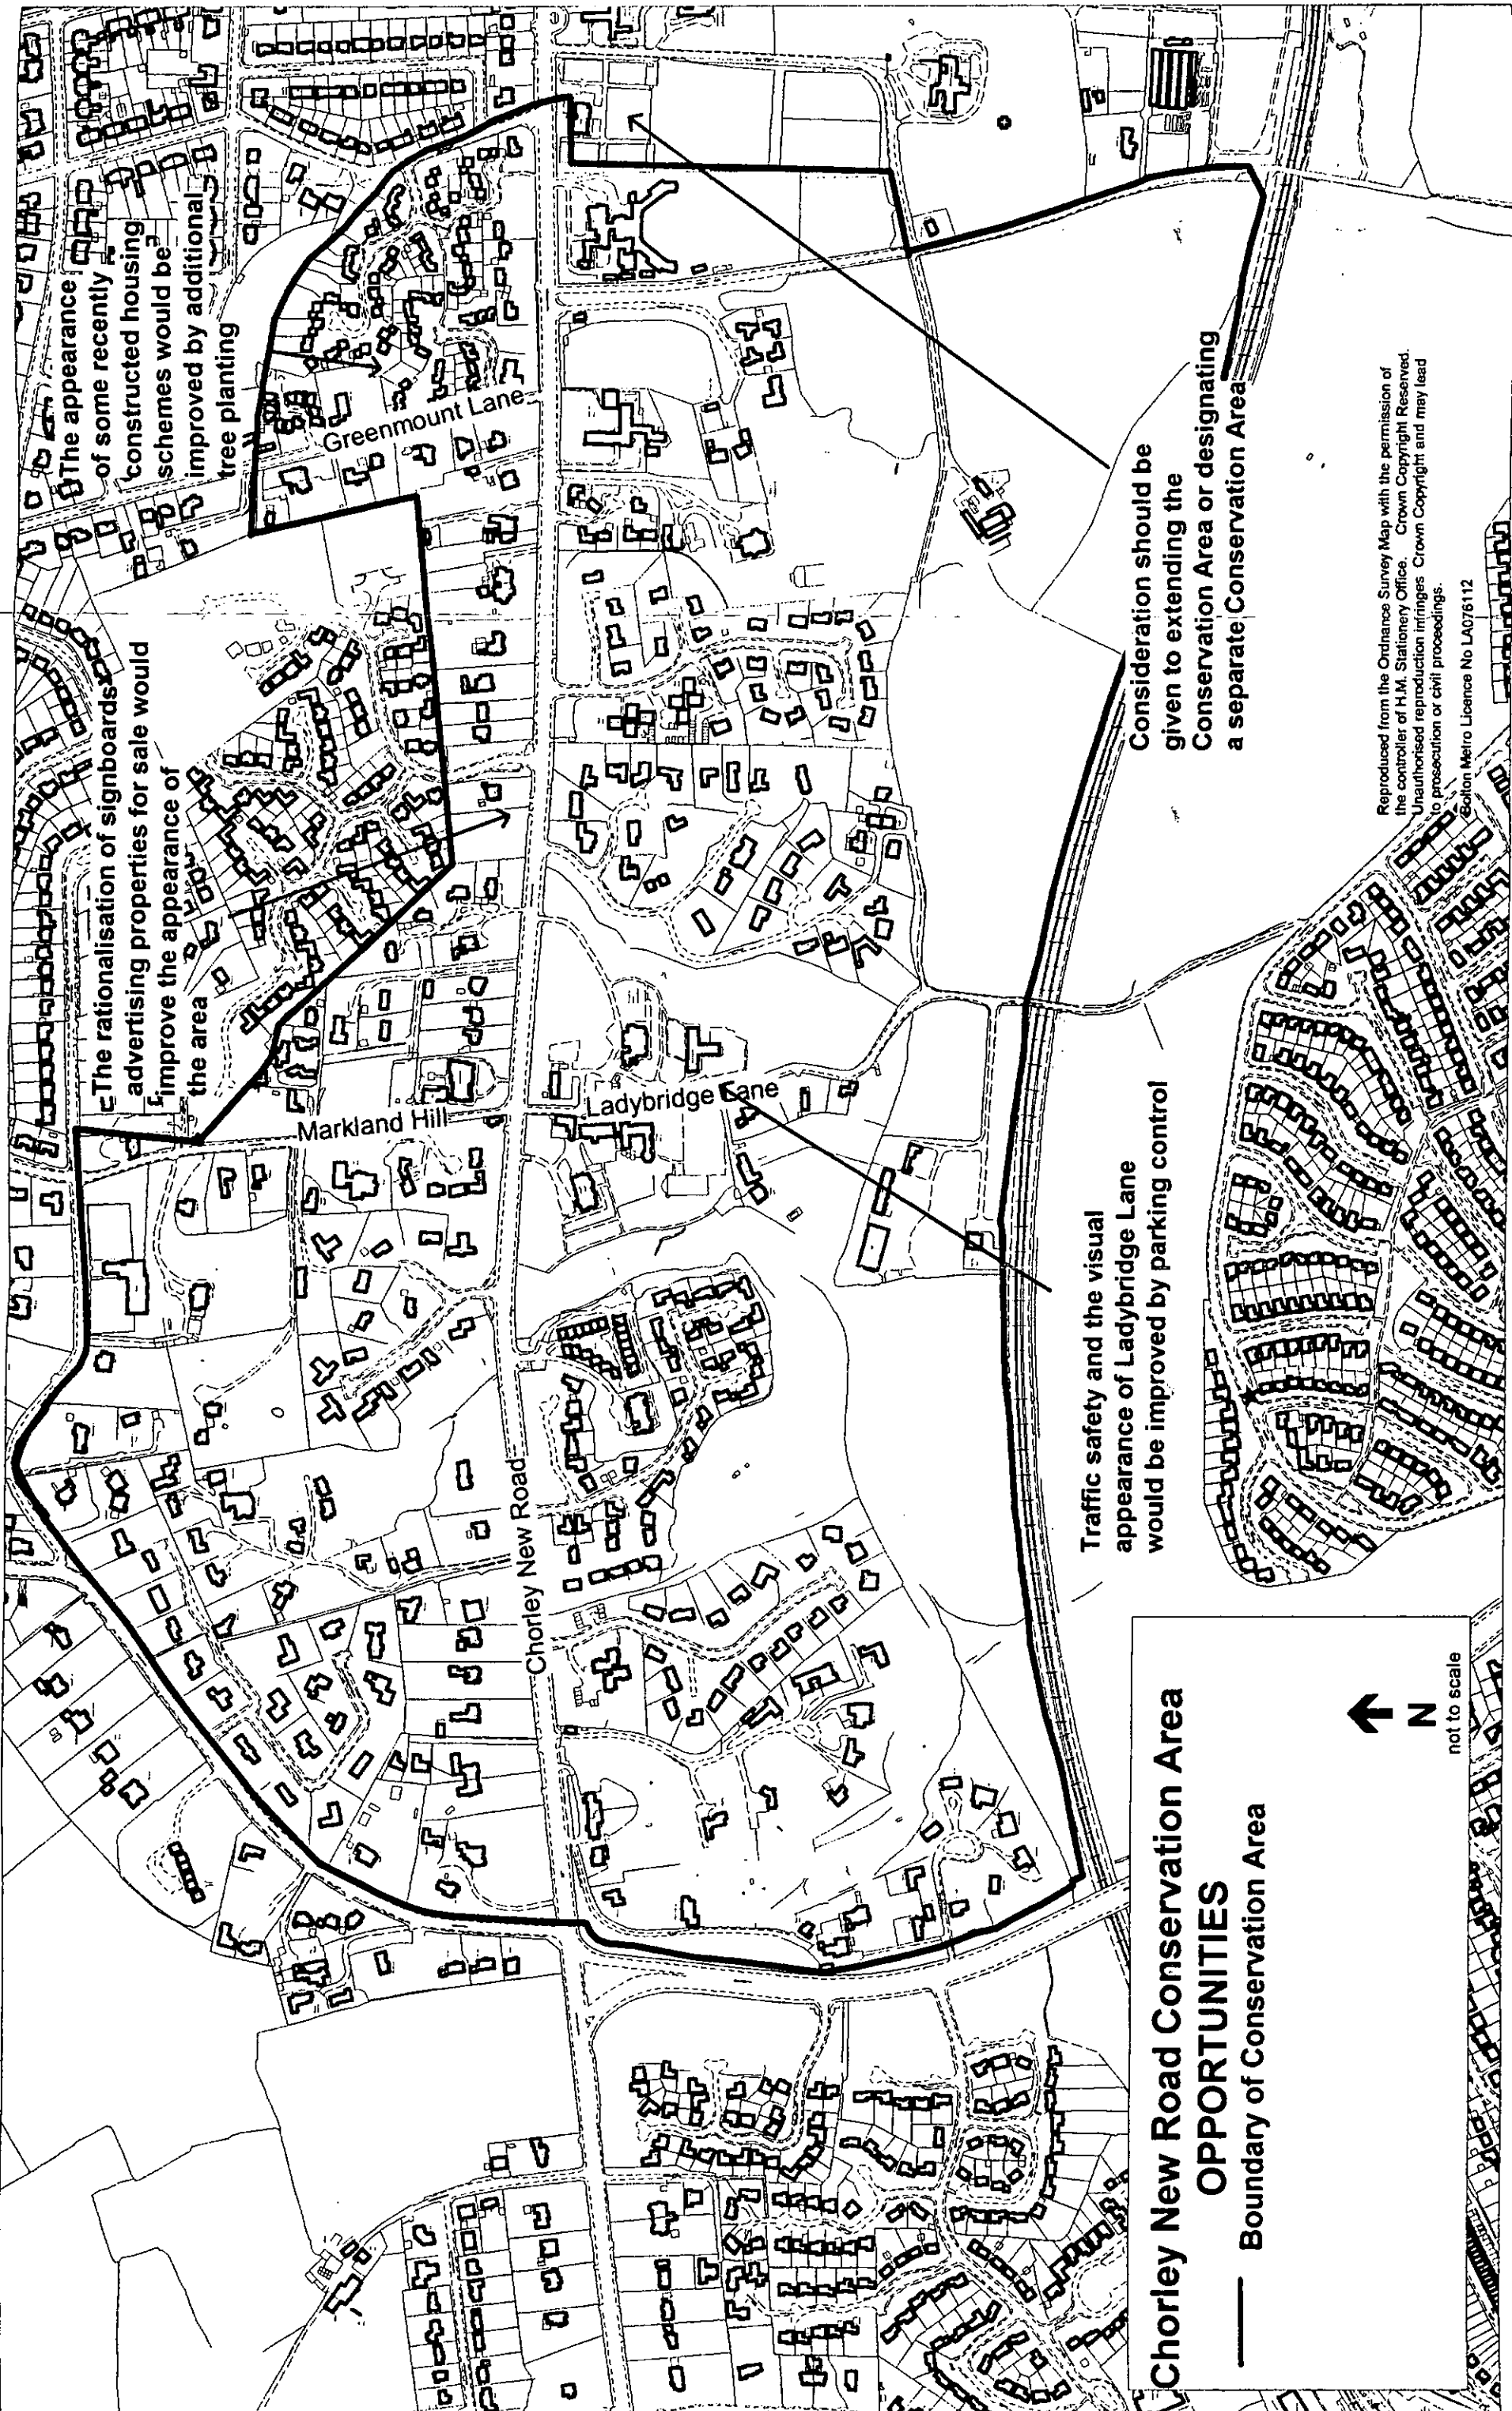 The appearance
of some recently
constructed housing
schemes would be
improved by additional
tree planting
The rationalisation of signboards
advertising properties for sale would
improve the appearance of
the area
Greenmount Lane
Markland Hill
Ladybridge Lane
Chorley New Road
Consideration should be
given to extending the
Conservation Area or designating
a separate Conservation Area
Traffic safety and the visual
appearance of Ladybridge Lane
would be improved by parking control
Reproduced from the Ordnance Survey Map with the permission of
the controller of H.M. Stationery Office. Crown Copyright Reserved.
Unauthorised reproduction infringes Crown Copyright and may lead
to prosecution or civil proceedings.
Bolton Metro Licence No LA076112
Chorley New Road Conservation Area
OPPORTUNITIES
Boundary of Conservation Area
N
not to scale